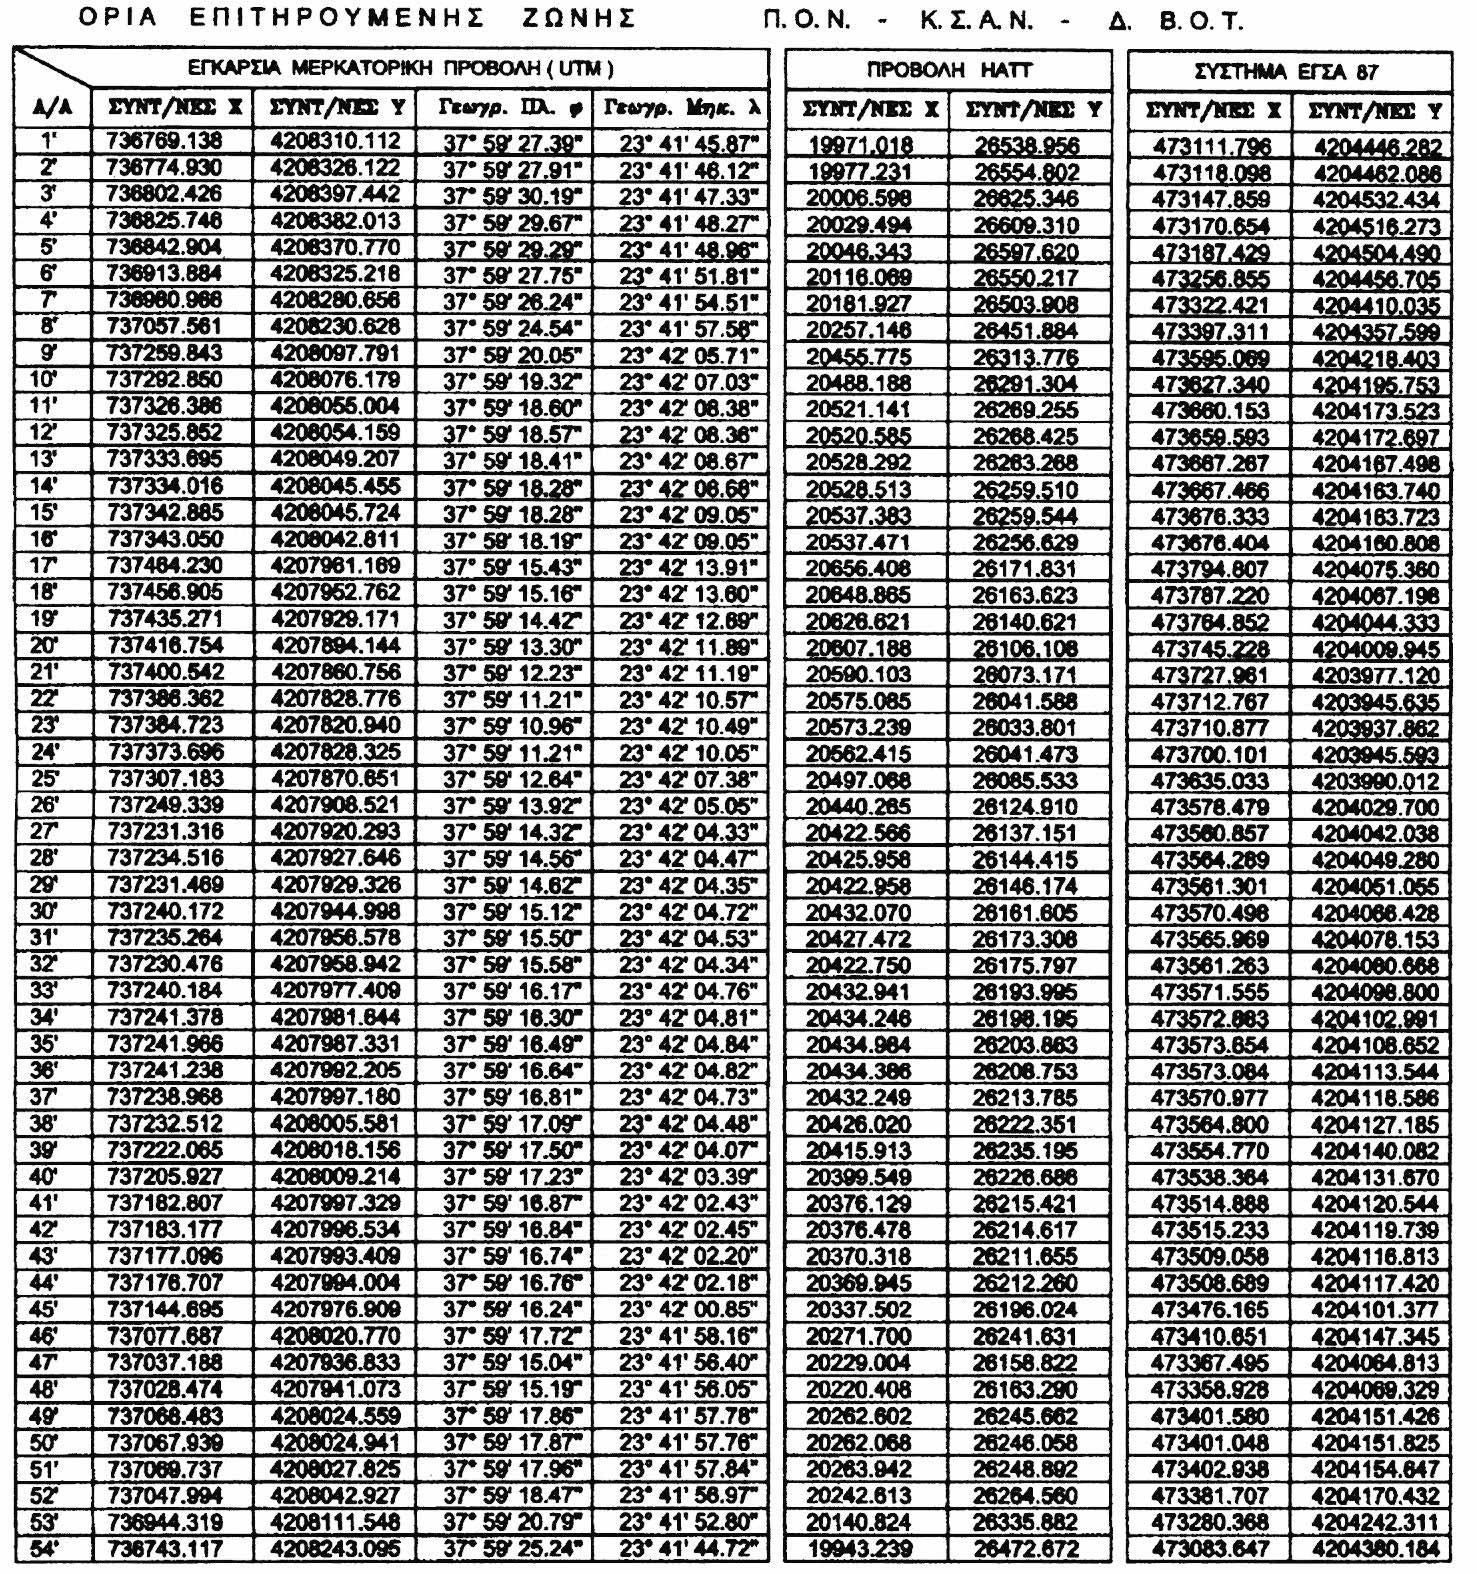 ΟΡΙΑ ΕΠΙΤΗΡΟΥΜΕΝΗΣ ΖΩΝΗΣ Π.Ο.Ν. - Κ.Σ.Α.Ν. - Δ. Β.Ο.Τ.
ΕΓΚΑΡΣΙΑ ΜΕΡΚΑΤΟΡΙΚΗ ΠΡΟΒΟΛΗ ( UTM ) ΠΡΟΒΟΛΗ HATT ΣΥΣΤΗΜΑ ΕΓΣΑ 87
Α/Α ΣΥΝΤ/ΝΕΣ Χ ΣΥΝΤ/ΝΕΣ Υ Γεωγρ. Πλ. φ Γεωγρ. Μηκ. λ ΣΥΝΤ/ΝΕΣ Χ ΣΥΝΤ/ΝΕΣ Υ ΣΥΝΤ/ΝΕΣ Χ ΣΥΝΤ/ΝΕΣ Υ
1' 736769.138 4208310.112 37° 59' 27.39" 23° 41' 45.87" 19971.018 26538.956 473111.796 4204446.282
2' 736774.930 4208326.122 37° 59' 27.91" 23° 41' 46.12" 19977.231 26554.802 473118.098 4204462.086
3' 736802.426 4208397.442 37° 59' 30.19" 23° 41' 47.33" 20006.598 26625.346 473147.859 4204532.434
4' 736825.746 4208382.013 37° 59' 29.67" 23° 41' 48.27" 20029.494 26609.310 473170.654 4204516.273
5' 736842.904 4208370.770 37° 59' 29.29" 23° 41' 48.96" 20046.343 26597.620 473187.429 4204504.490
6' 736913.884 4208325.218 37° 59' 27.75" 23° 41' 51.81" 20116.069 26550.217 473256.855 4204456.705
7' 736980.966 4208280.656 37° 59' 26.24" 23° 41' 54.51" 20181.927 26503.908 473322.421 4204410.035
8' 737057.561 4208230.628 37° 59' 24.54" 23° 41' 57.58" 20257.146 26451.884 473397.311 4204357.599
9' 737259.843 4208097.791 37° 59' 20.05" 23° 42' 05.71" 20455.775 26313.776 473595.069 4204218.403
10' 737292.850 4208076.179 37° 59' 19.32" 23° 42' 07.03" 20488.188 26291.304 473627.340 4204195.753
11' 737326.386 4208055.004 37° 59' 18.60" 23° 42' 08.38" 20521.141 26269.255 473660.153 4204173.523
12' 737325.852 4208054.159 37° 59' 18.57" 23° 42' 08.36" 20520.585 26268.425 473659.593 4204172.697
13' 737333.695 4208049.207 37° 59' 18.41" 23° 42' 08.67" 20528.292 26263.268 473667.267 4204167.498
14' 737334.016 4208045.455 37° 59' 18.28" 23° 42' 08.68" 20528.513 26259.510 473667.466 4204163.740
15' 737342.885 4208045.724 37° 59' 18.28" 23° 42' 09.05" 20537.383 26259.544 473676.333 4204163.723
16' 737343.050 4208042.811 37° 59' 18.19" 23° 42' 09.05" 20537.471 26256.629 473676.404 4204160.808
17' 737464.230 4207961.169 37° 59' 15.43" 23° 42' 13.91" 20656.408 26171.831 473794.807 4204075.360
18' 737456.905 4207952.762 37° 59' 15.16" 23° 42' 13.60" 20648.865 26163.623 473787.220 4204067.198
19' 737435.271 4207929.171 37° 59' 14.42" 23° 42' 12.69" 20626.621 26140.621 473764.852 4204044.333
20' 737416.754 4207894.144 37° 59' 13.30" 23° 42' 11.89" 20607.188 26106.108 473745.228 4204009.945
21' 737400.542 4207860.756 37° 59' 12.23" 23° 42' 11.19" 20590.103 26073.171 473727.961 4203977.120
22' 737386.362 4207828.776 37° 59' 11.21" 23° 42' 10.57" 20575.085 26041.588 473712.767 4203945.635
23' 737384.723 4207820.940 37° 59' 10.96" 23° 42' 10.49" 20573.239 26033.801 473710.877 4203937.862
24' 737373.696 4207828.325 37° 59' 11.21" 23° 42' 10.05" 20562.415 26041.473 473700.101 4203945.593
25' 737307.183 4207870.651 37° 59' 12.64" 23° 42' 07.38" 20497.068 26085.533 473635.033 4203990.012
26' 737249.339 4207908.521 37° 59' 13.92" 23° 42' 05.05" 20440.265 26124.910 473578.479 4204029.700
27' 737231.316 4207920.293 37° 59' 14.32" 23° 42' 04.33" 20422.566 26137.151 473560.857 4204042.038
28' 737234.516 4207927.646 37° 59' 14.56" 23° 42' 04.47" 20425.958 26144.415 473564.289 4204049.280
29' 737231.469 4207929.326 37° 59' 14.62" 23° 42' 04.35" 20422.958 26146.174 473561.301 4204051.055
30' 737240.172 4207944.998 37° 59' 15.12" 23° 42' 04.72" 20432.070 26161.605 473570.498 4204066.428
31' 737235.264 4207956.578 37° 59' 15.50" 23° 42' 04.53" 20427.472 26173.308 473565.969 4204078.153
32' 737230.476 4207958.942 37° 59' 15.58" 23° 42' 04.34" 20422.750 26175.797 473561.263 4204080.668
33' 737240.184 4207977.409 37° 59' 16.17" 23° 42' 04.76" 20432.941 26193.995 473571.555 4204098.800
34' 737241.378 4207981.644 37° 59' 16.30" 23° 42' 04.81" 20434.246 26198.195 473572.883 4204102.991
35' 737241.966 4207987.331 37° 59' 16.49" 23° 42' 04.84" 20434.984 26203.863 473573.654 4204108.652
36' 737241.238 4207992.205 37° 59' 16.64" 23° 42' 04.82" 20434.386 26208.753 473573.084 4204113.544
37' 737238.968 4207997.180 37° 59' 16.81" 23° 42' 04.73" 20432.249 26213.785 473570.977 4204118.586
38' 737232.512 4208005.581 37° 59' 17.09" 23° 42' 04.48" 20426.020 26222.351 473564.800 4204127.185
39' 737222.065 4208018.156 37° 59' 17.50" 23° 42' 04.07" 20415.913 26235.195 473554.770 4204140.082
40' 737205.927 4208009.214 37° 59' 17.23" 23° 42' 03.39" 20399.549 26226.686 473538.364 4204131.670
41' 737182.807 4207997.329 37° 59' 16.87" 23° 42' 02.43" 20376.129 26215.421 473514.888 4204120.544
42' 737183.177 4207996.534 37° 59' 16.84" 23° 42' 02.45" 20376.478 26214.617 473515.233 4204119.739
43' 737177.096 4207993.409 37° 59' 16.74" 23° 42' 02.20" 20370.318 26211.655 473509.058 4204116.813
44' 737176.707 4207994.004 37° 59' 16.76" 23° 42' 02.18" 20369.945 26212.260 473508.689 4204117.420
45' 737144.695 4207976.909 37° 59' 16.24" 23° 42' 00.85" 20337.502 26196.024 473476.165 4204101.377
46' 737077.687 4208020.770 37° 59' 17.72" 23° 41' 58.16" 20271.700 26241.631 473410.651 4204147.345
47' 737037.188 4207936.833 37° 59' 15.04" 23° 41' 56.40" 20229.004 26158.822 473367.495 4204064.813
48' 737028.474 4207941.073 37° 59' 15.19" 23° 41' 56.05" 20220.408 26163.290 473358.928 4204069.329
49' 737068.483 4208024.559 37° 59' 17.86" 23° 41' 57.78" 20262.602 26245.662 473401.580 4204151.426
50' 737067.939 4208024.941 37° 59' 17.87" 23° 41' 57.76" 20262.068 26246.058 473401.048 4204151.825
51' 737069.737 4208027.825 37° 59' 17.96" 23° 41' 57.84" 20263.942 26248.892 473402.938 4204154.647
52' 737047.994 4208042.927 37° 59' 18.47" 23° 41' 56.97" 20242.613 26264.560 473381.707 4204170.432
53' 736944.319 4208111.548 37° 59' 20.79" 23° 41' 52.80" 20140.824 26335.882 473280.368 4204242.311
54' 736743.117 4208243.095 37° 59' 25.24" 23° 41' 44.72" 19943.239 26472.672 473083.647 4204380.184